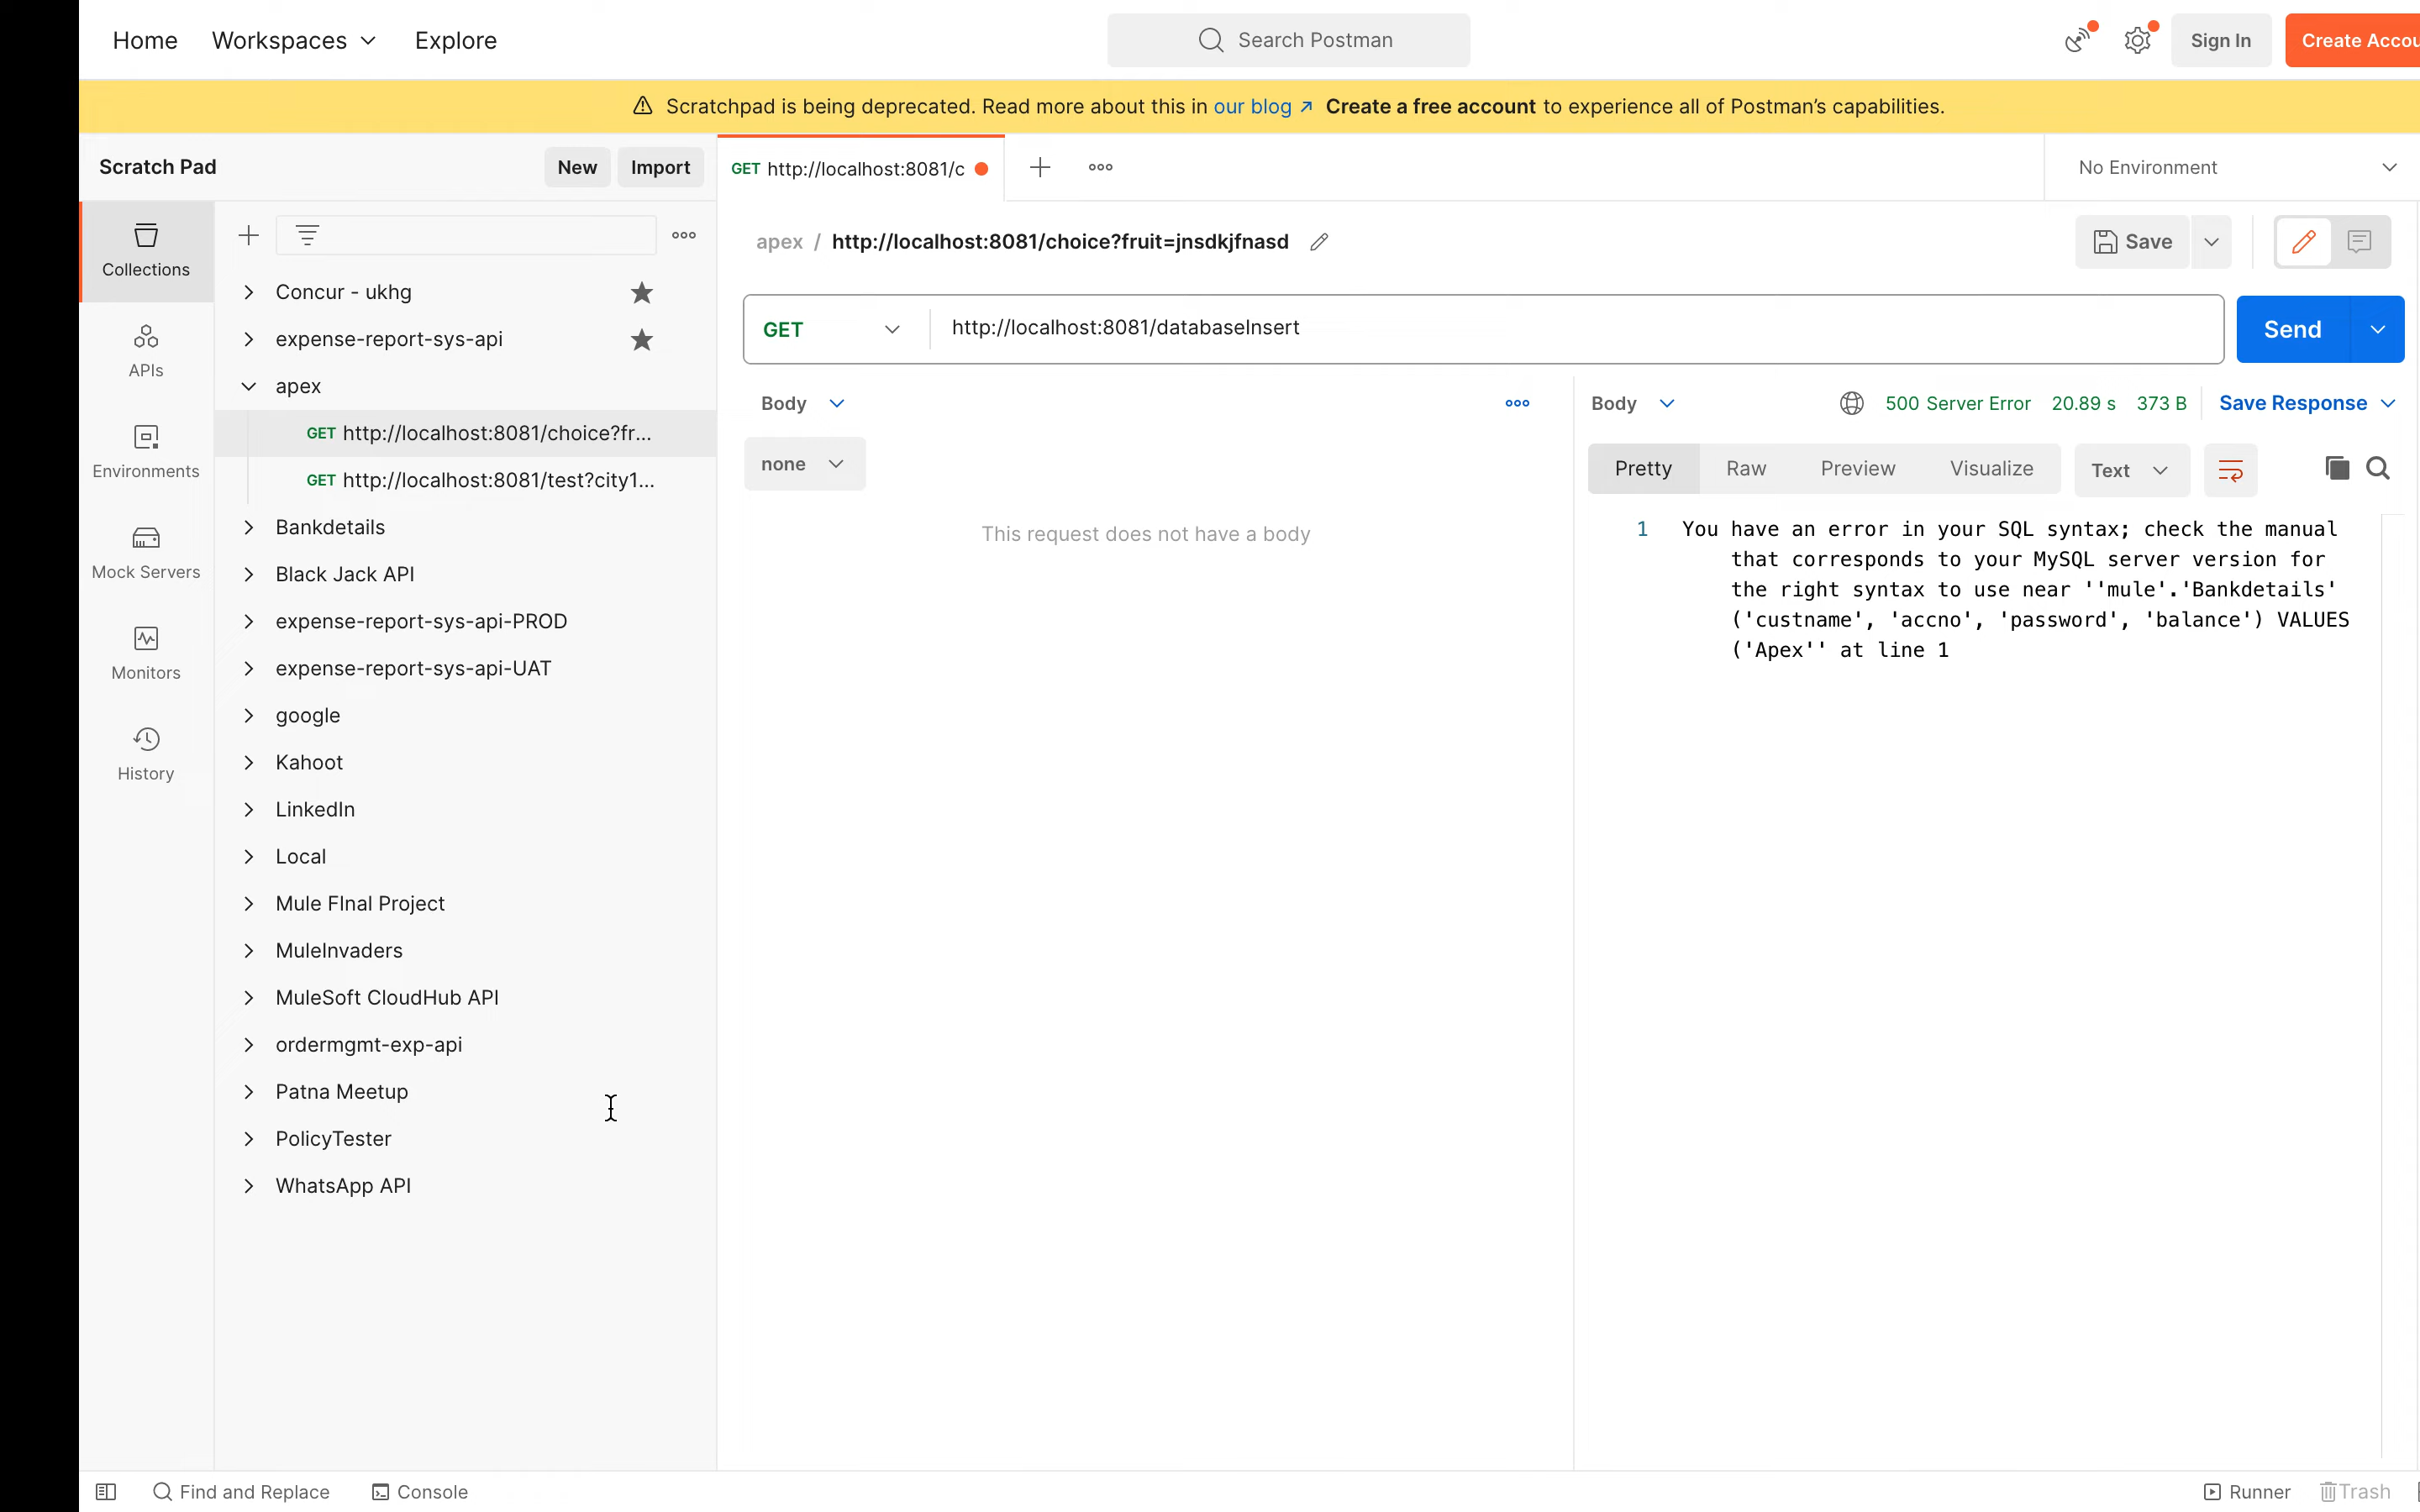 Home Workspaces Explore Search Postman Sign In Create Accou
Scratchpad is being deprecated. Read more about this in our blog ↗ Create a free account to experience all of Postman's capabilities.
Scratch Pad New Import
GET http://localhost:8081/c
No Environment
Collections
APIs
Environments
Mock Servers
Monitors
History
Concur - ukhg
expense-report-sys-api
apex
GET http://localhost:8081/choice?fr...
GET http://localhost:8081/test?city1...
Bankdetails
Black Jack API
expense-report-sys-api-PROD
expense-report-sys-api-UAT
google
Kahoot
LinkedIn
Local
Mule FInal Project
MuleInvaders
MuleSoft CloudHub API
ordermgmt-exp-api
Patna Meetup
PolicyTester
WhatsApp API
apex / http://localhost:8081/choice?fruit=jnsdkjfnasd
Save
GET http://localhost:8081/databaseInsert
Send
Body
none
This request does not have a body
Body 500 Server Error 20.89 s 373 B Save Response
Pretty Raw Preview Visualize Text
1 You have an error in your SQL syntax; check the manual
that corresponds to your MySQL server version for
the right syntax to use near ''mule'.'Bankdetails'
('custname', 'accno', 'password', 'balance') VALUES
('Apex'' at line 1
Find and Replace Console Runner Trash